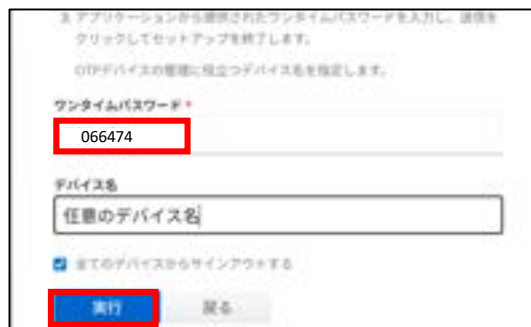 3. アプリケーションから提供されたワンタイムパスワードを入力し、送信を
クリックしてセットアップを終了します。
OTPデバイスの管理に役立つデバイス名を指定します。
ワンタイムパスワード *
066474
デバイス名
任意のデバイス名
全てのデバイスからサインアウトする
実行 戻る